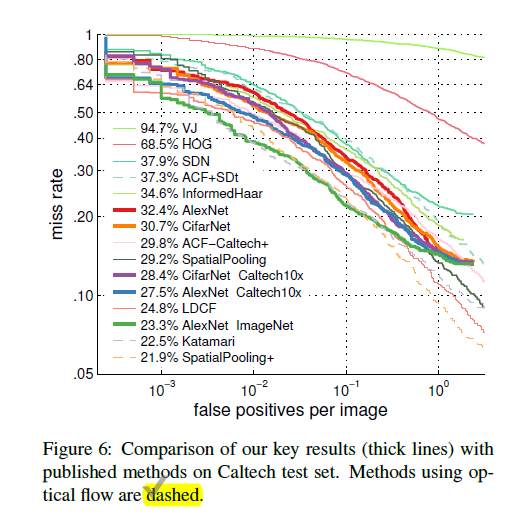 1
.80
.64
.50
.40
.30
.20
.10
.05
miss rate
94.7% VJ
68.5% HOG
37.9% SDN
37.3% ACF+SDt
34.6% InformedHaar
32.4% AlexNet
30.7% CifarNet
29.8% ACF−Caltech+
29.2% SpatialPooling
28.4% CifarNet Caltech10x
27.5% AlexNet Caltech10x
24.8% LDCF
23.3% AlexNet ImageNet
22.5% Katamari
21.9% SpatialPooling+
10⁻³ 10⁻² 10⁻¹ 10⁰
false positives per image
Figure 6: Comparison of our key results (thick lines) with
published methods on Caltech test set. Methods using op-
tical flow are dashed.